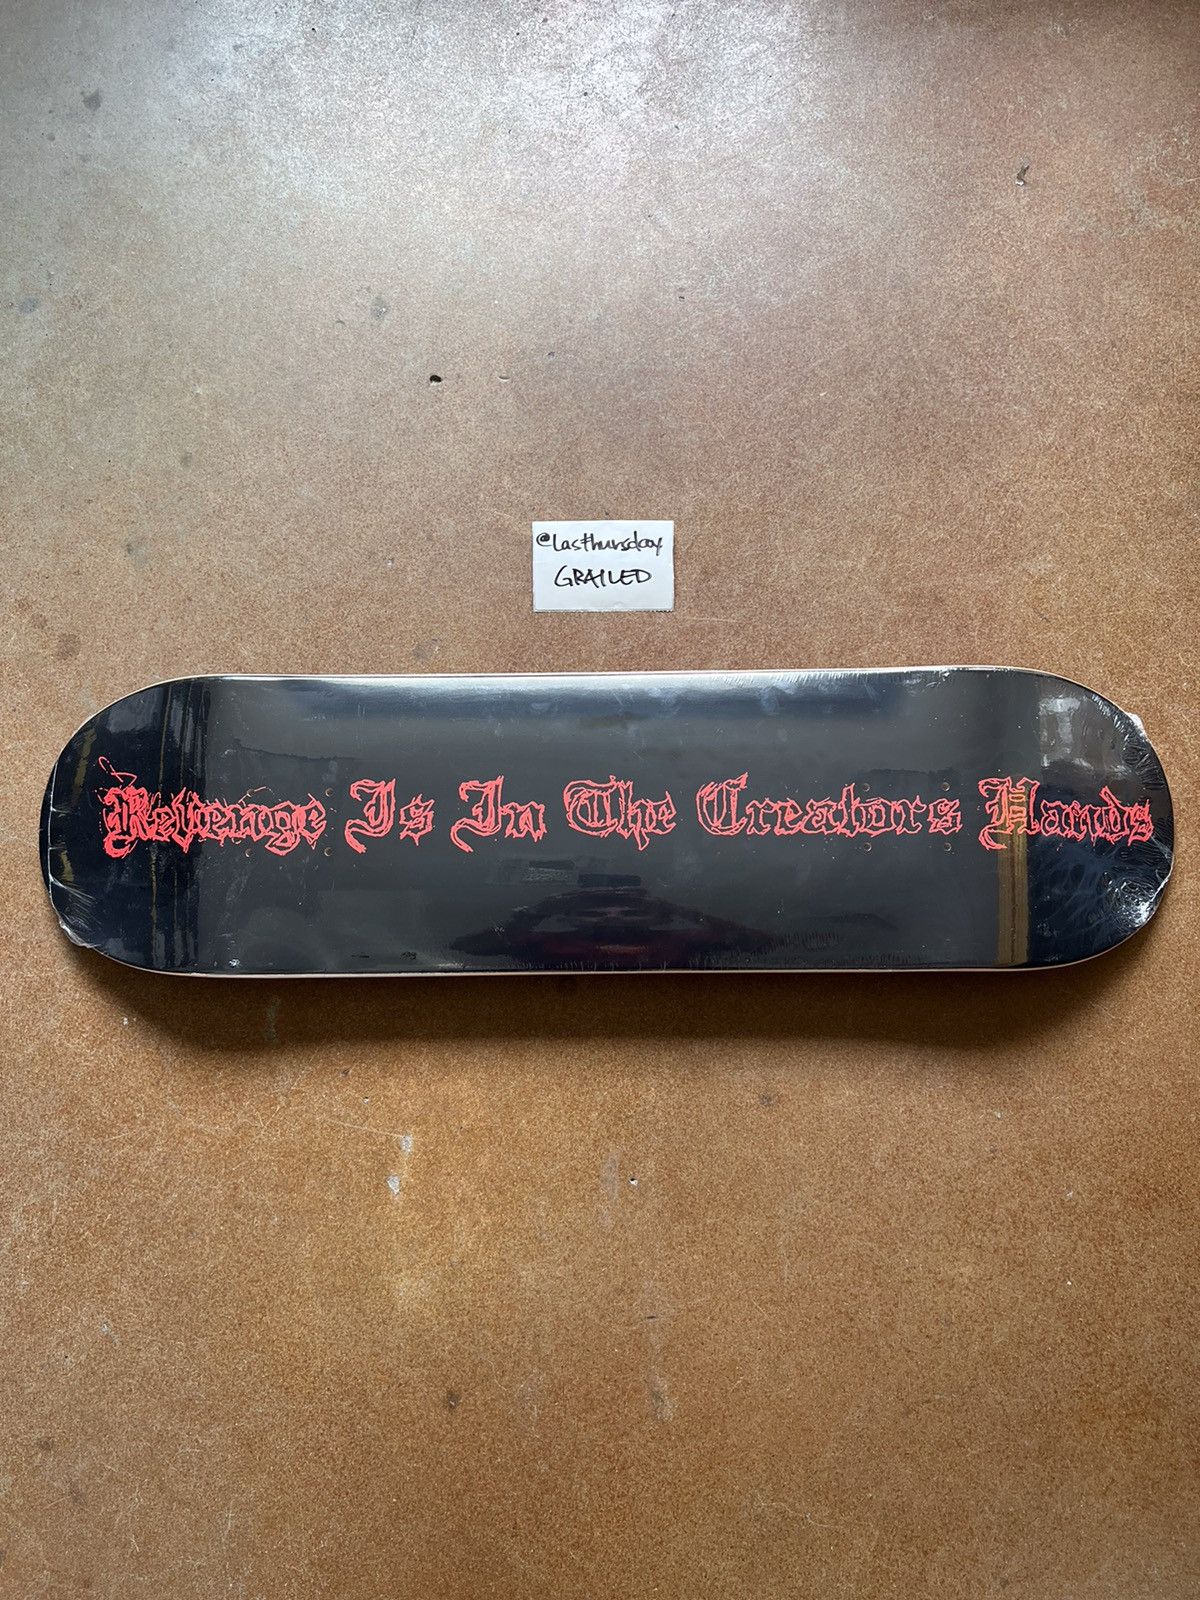 @lasthursday
GRAILED
Revenge Is In The Creators Hands